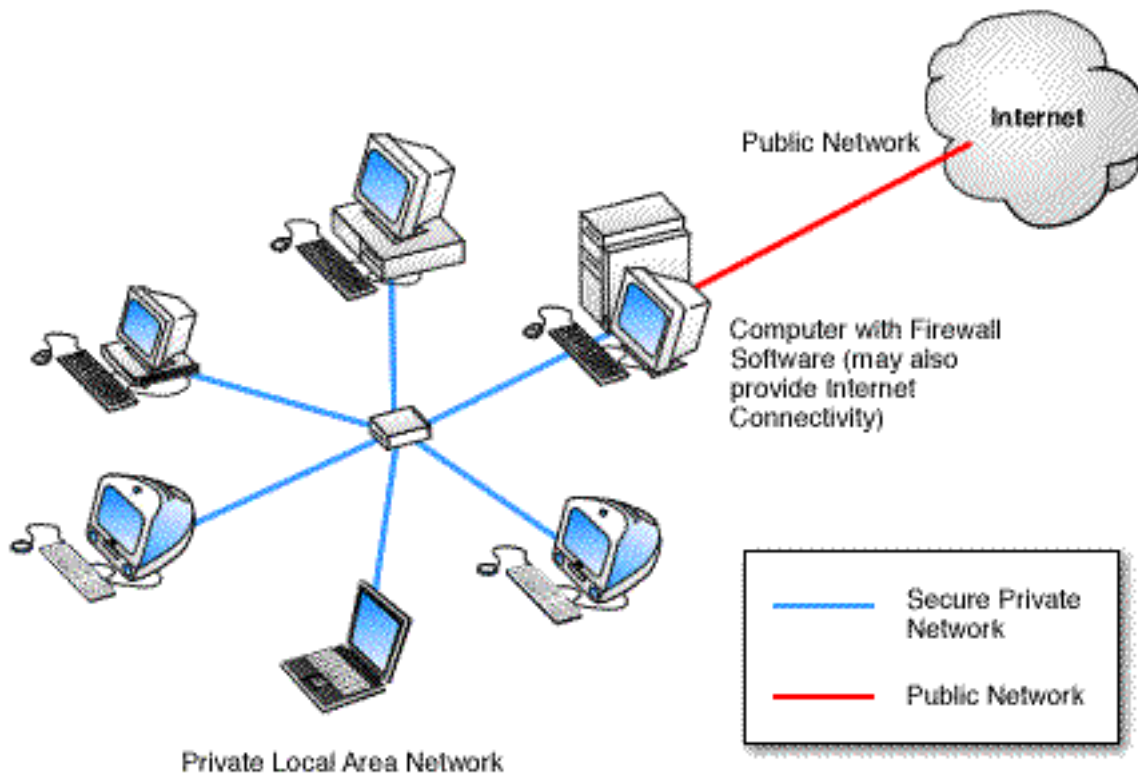 Internet
Public Network
Computer with Firewall
Software (may also
provide Internet
Connectivity)
Secure Private
Network
Public Network
Private Local Area Network